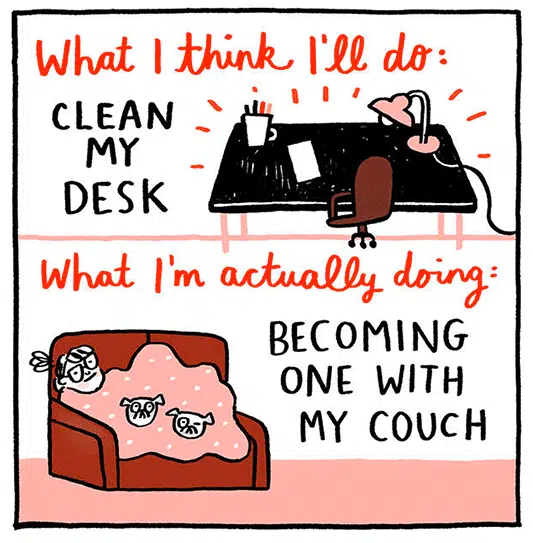 What I think I'll do:
CLEAN
MY
DESK
What I'm actually doing:
BECOMING
ONE WITH
MY COUCH